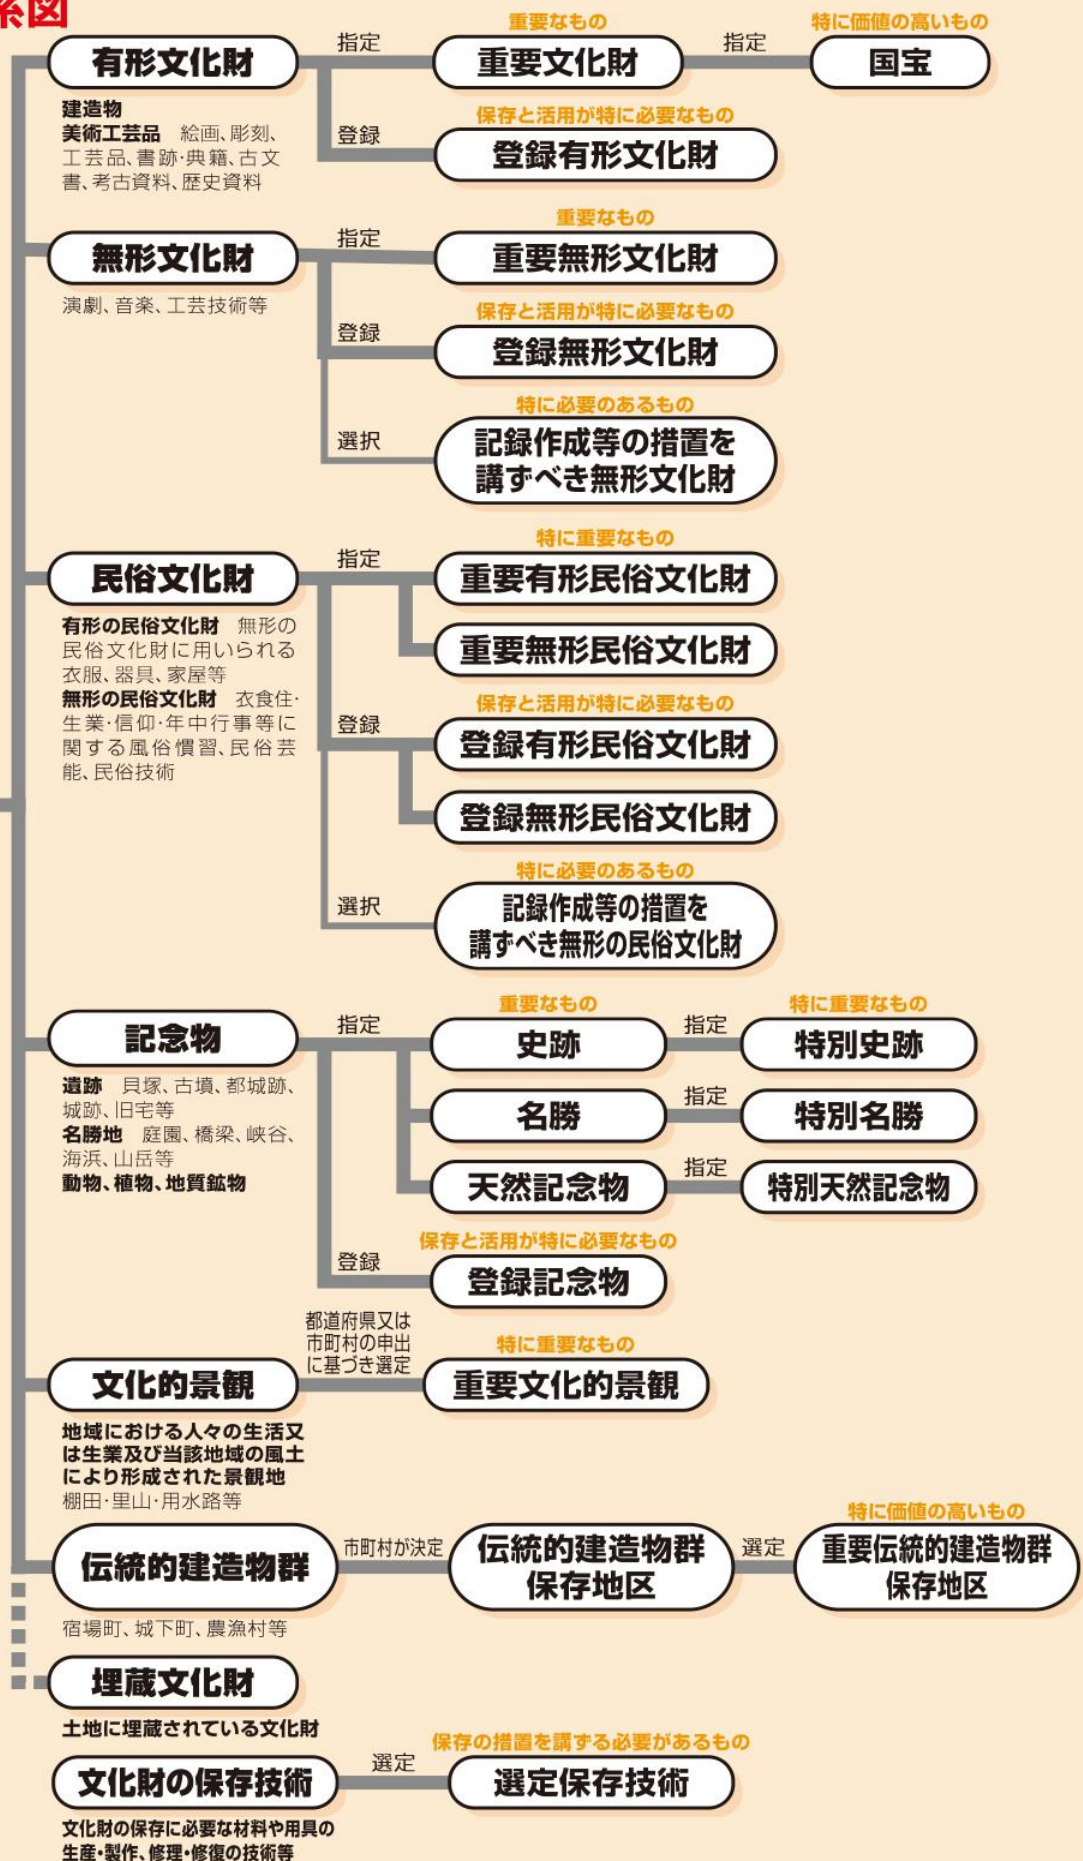 系図
重要なもの
特に価値の高いもの
有形文化財
指定
重要文化財
指定
国宝
建造物
美術工芸品　絵画、彫刻、
工芸品、書跡・典籍、古文
書、考古資料、歴史資料
保存と活用が特に必要なもの
登録
登録有形文化財
重要なもの
無形文化財
指定
重要無形文化財
演劇、音楽、工芸技術等
保存と活用が特に必要なもの
登録
登録無形文化財
特に必要のあるもの
選択
記録作成等の措置を
講ずべき無形文化財
特に重要なもの
民俗文化財
指定
重要有形民俗文化財
有形の民俗文化財　無形の
民俗文化財に用いられる
衣服、器具、家屋等
無形の民俗文化財　衣食住・
生業・信仰・年中行事等に
関する風俗慣習、民俗芸
能、民俗技術
重要無形民俗文化財
保存と活用が特に必要なもの
登録
登録有形民俗文化財
登録無形民俗文化財
特に必要のあるもの
選択
記録作成等の措置を
講ずべき無形の民俗文化財
重要なもの
特に重要なもの
記念物
指定
史跡
指定
特別史跡
遺跡　貝塚、古墳、都城跡、
城跡、旧宅等
名勝地　庭園、橋梁、峡谷、
海浜、山岳等
動物、植物、地質鉱物
名勝
指定
特別名勝
天然記念物
指定
特別天然記念物
保存と活用が特に必要なもの
登録
登録記念物
都道府県又は
市町村の申出
に基づき選定
特に重要なもの
文化的景観
重要文化的景観
地域における人々の生活又
は生業及び当該地域の風土
により形成された景観地
棚田・里山・用水路等
特に価値の高いもの
伝統的建造物群
市町村が決定
伝統的建造物群
保存地区
選定
重要伝統的建造物群
保存地区
宿場町、城下町、農漁村等
埋蔵文化財
土地に埋蔵されている文化財
保存の措置を講ずる必要があるもの
文化財の保存技術
選定
選定保存技術
文化財の保存に必要な材料や用具の
生産・製作、修理・修復の技術等